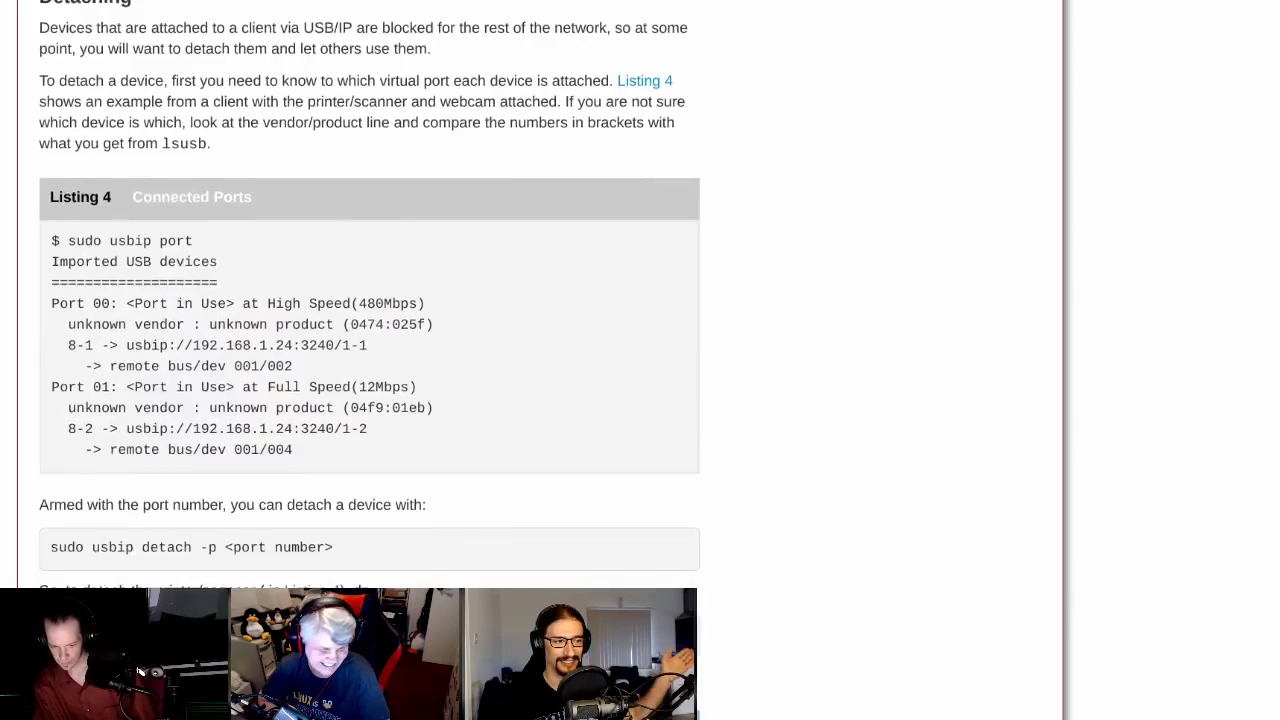 Detaching
Devices that are attached to a client via USB/IP are blocked for the rest of the network, so at some
point, you will want to detach them and let others use them.
To detach a device, first you need to know to which virtual port each device is attached. Listing 4
shows an example from a client with the printer/scanner and webcam attached. If you are not sure
which device is which, look at the vendor/product line and compare the numbers in brackets with
what you get from lsusb.
Listing 4 Connected Ports
$ sudo usbip port
Imported USB devices
====================
Port 00: <Port in Use> at High Speed(480Mbps)
unknown vendor : unknown product (0474:025f)
8-1 -> usbip://192.168.1.24:3240/1-1
-> remote bus/dev 001/002
Port 01: <Port in Use> at Full Speed(12Mbps)
unknown vendor : unknown product (04f9:01eb)
8-2 -> usbip://192.168.1.24:3240/1-2
-> remote bus/dev 001/004
Armed with the port number, you can detach a device with:
sudo usbip detach -p <port number>